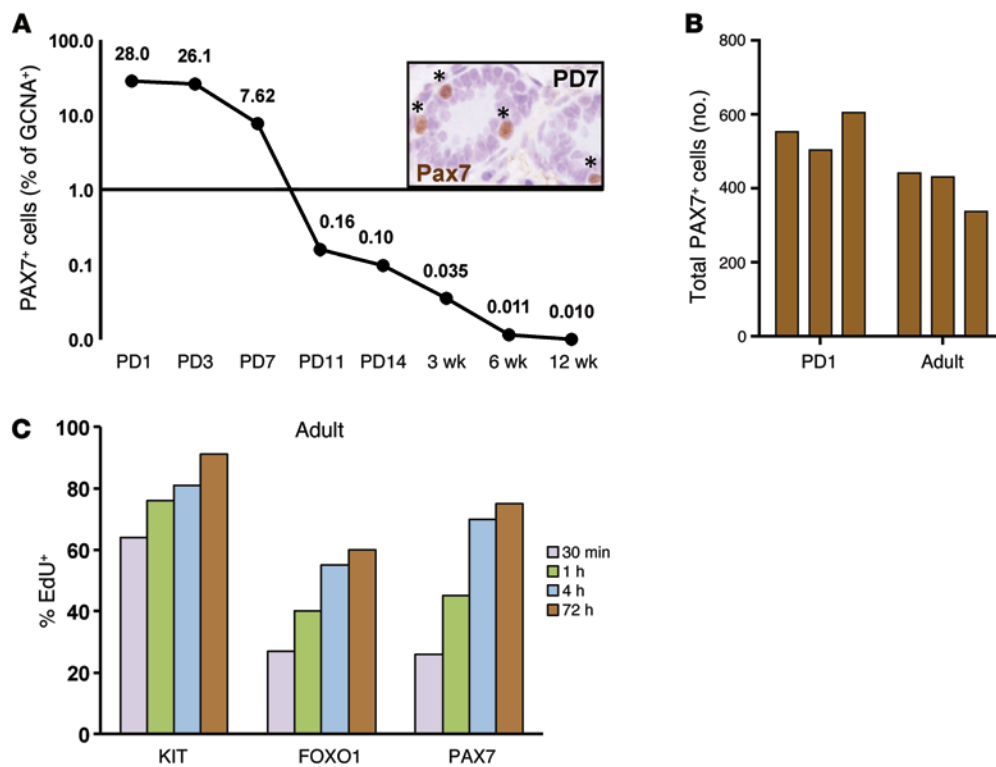 A
PAX7+ cells (% of GCNA+)
100.0
10.0
1.0
0.1
0.0
28.0
26.1
7.62
0.16
0.10
0.035
0.011
0.010
* * * *
PD7
Pax7
PD1 PD3 PD7 PD11 PD14 3 wk 6 wk 12 wk
B
Total PAX7+ cells (no.)
800
600
400
200
0
PD1 Adult
C
Adult
% EdU+
100
80
60
40
20
0
KIT FOXO1 PAX7
30 min
1 h
4 h
72 h